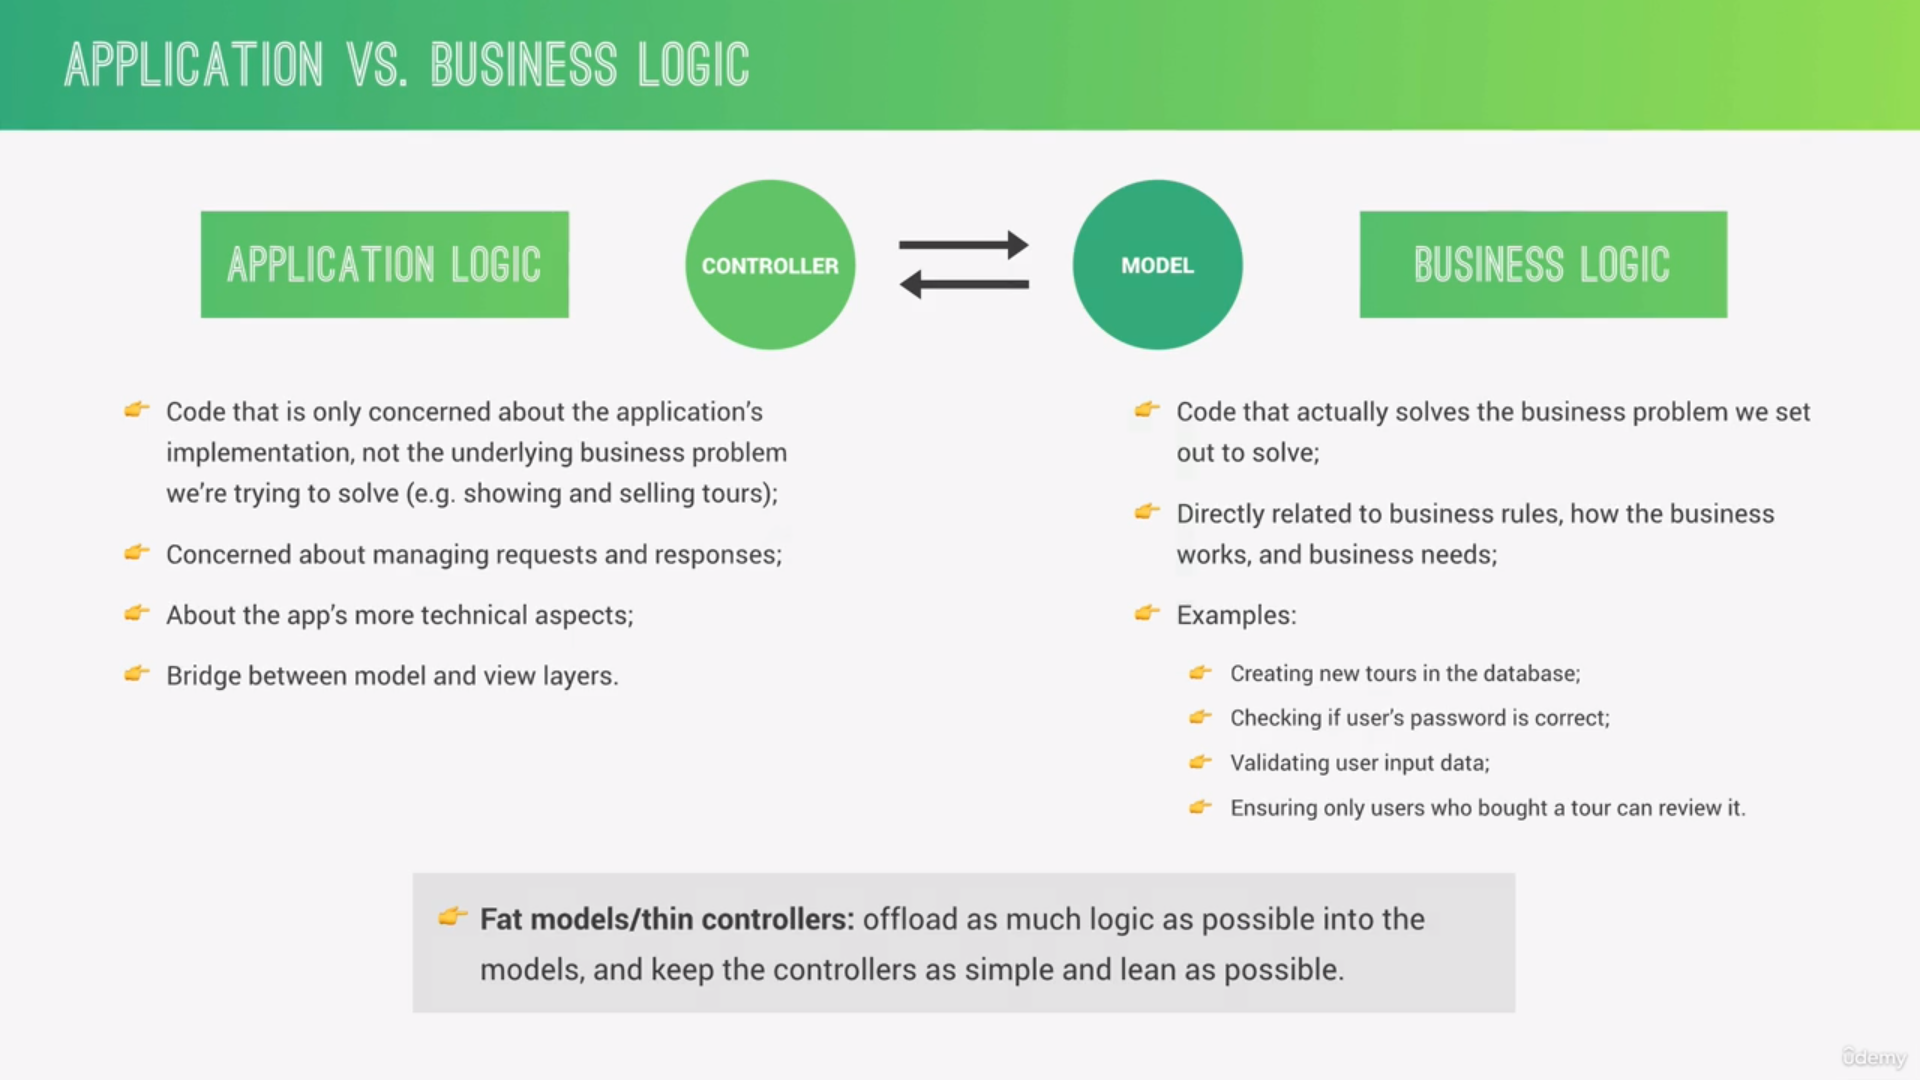 APPLICATION VS. BUSINESS LOGIC
APPLICATION LOGIC
CONTROLLER
MODEL
BUSINESS LOGIC
Code that is only concerned about the application’s
implementation, not the underlying business problem
we’re trying to solve (e.g. showing and selling tours);
Concerned about managing requests and responses;
About the app’s more technical aspects;
Bridge between model and view layers.
Code that actually solves the business problem we set
out to solve;
Directly related to business rules, how the business
works, and business needs;
Examples:
Creating new tours in the database;
Checking if user’s password is correct;
Validating user input data;
Ensuring only users who bought a tour can review it.
Fat models/thin controllers: offload as much logic as possible into the
models, and keep the controllers as simple and lean as possible.
ûdemy